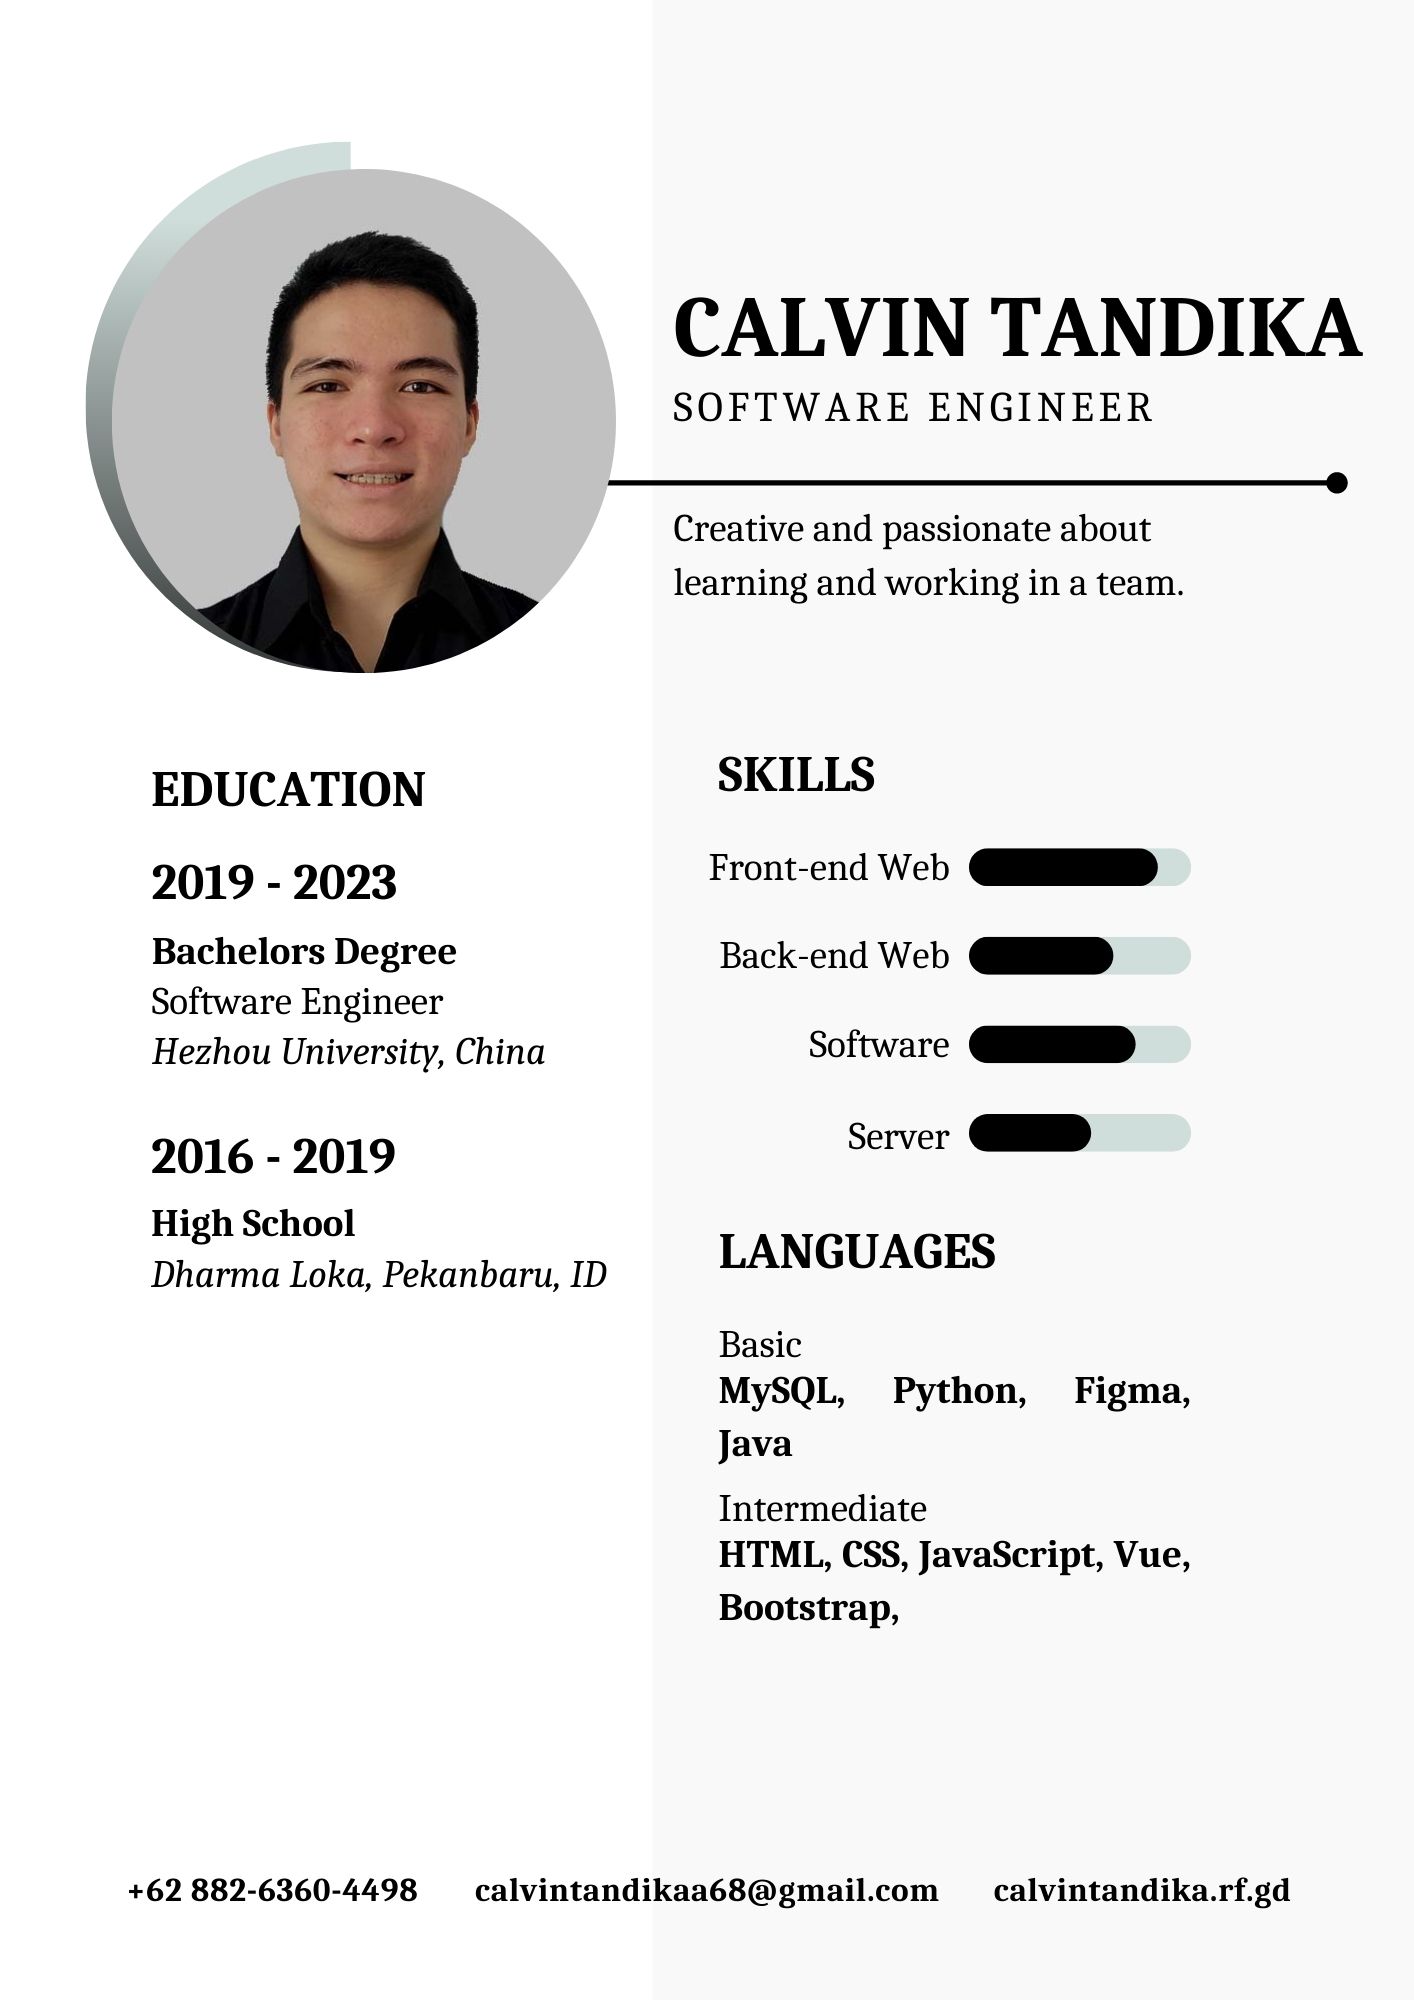 CALVIN TANDIKA
SOFTWARE ENGINEER
Creative and passionate about
learning and working in a team.
EDUCATION
2019 - 2023
Bachelors Degree
Software Engineer
Hezhou University, China
2016 - 2019
High School
Dharma Loka, Pekanbaru, ID
SKILLS
Front-end Web
Back-end Web
Software
Server
LANGUAGES
Basic
MySQL, Python, Figma,
Java
Intermediate
HTML, CSS, JavaScript, Vue,
Bootstrap,
+62 882-6360-4498 calvintandikaa68@gmail.com calvintandika.rf.gd